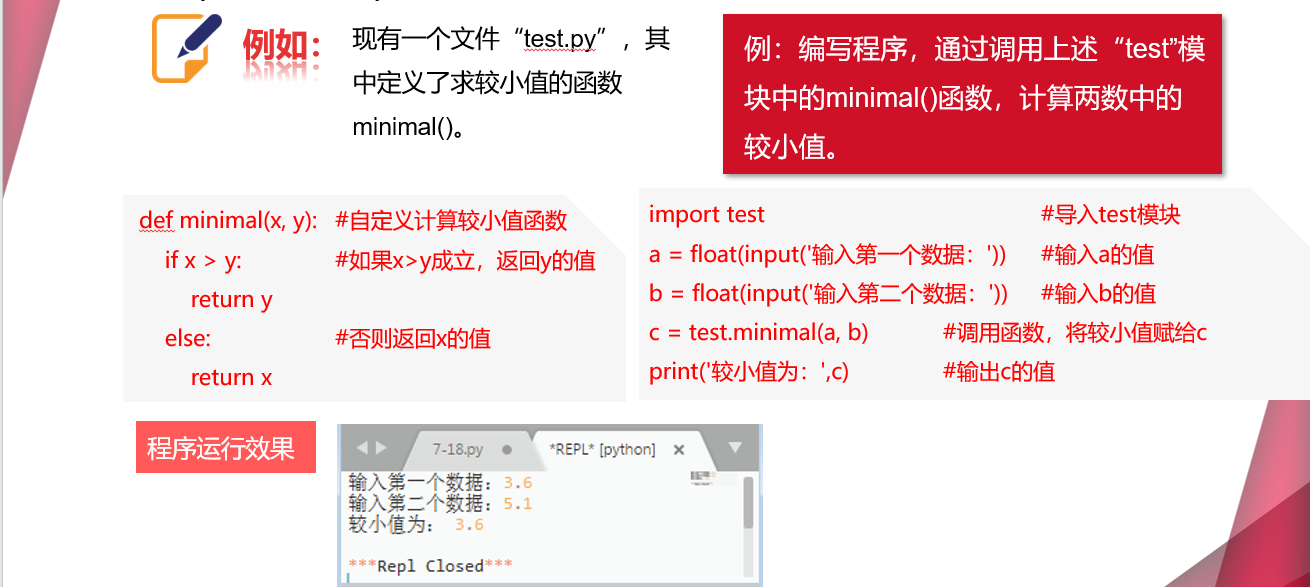 例如：
现有一个文件“test.py”，其
中定义了求较小值的函数
minimal()。
例：编写程序，通过调用上述“test”模
块中的minimal()函数，计算两数中的
较小值。
def minimal(x, y): #自定义计算较小值函数
if x > y: #如果x>y成立，返回y的值
return y
else: #否则返回x的值
return x
import test #导入test模块
a = float(input('输入第一个数据：')) #输入a的值
b = float(input('输入第二个数据：')) #输入b的值
c = test.minimal(a, b) #调用函数，将较小值赋给c
print('较小值为：',c) #输出c的值
程序运行效果
7-18.py
*REPL* [python]
输入第一个数据：3.6
输入第二个数据：5.1
较小值为： 3.6
***Repl Closed***